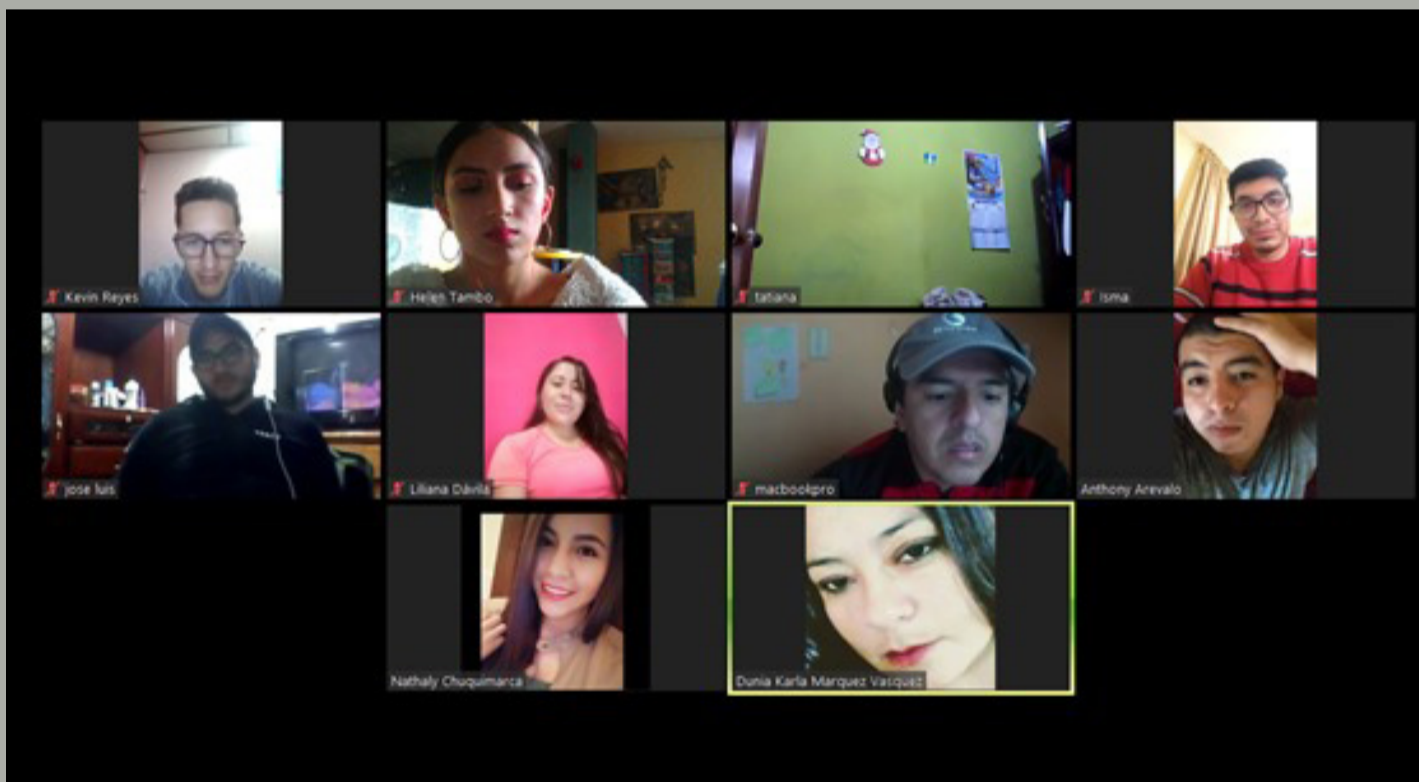 Kevin Reyes
Helen Tambo
tatiana
Isma
jose luis
Liliana Dávila
macbookpro
Anthony Arevalo
Nathaly Chuquimarca
Dunia Karla Marquez Vasquez